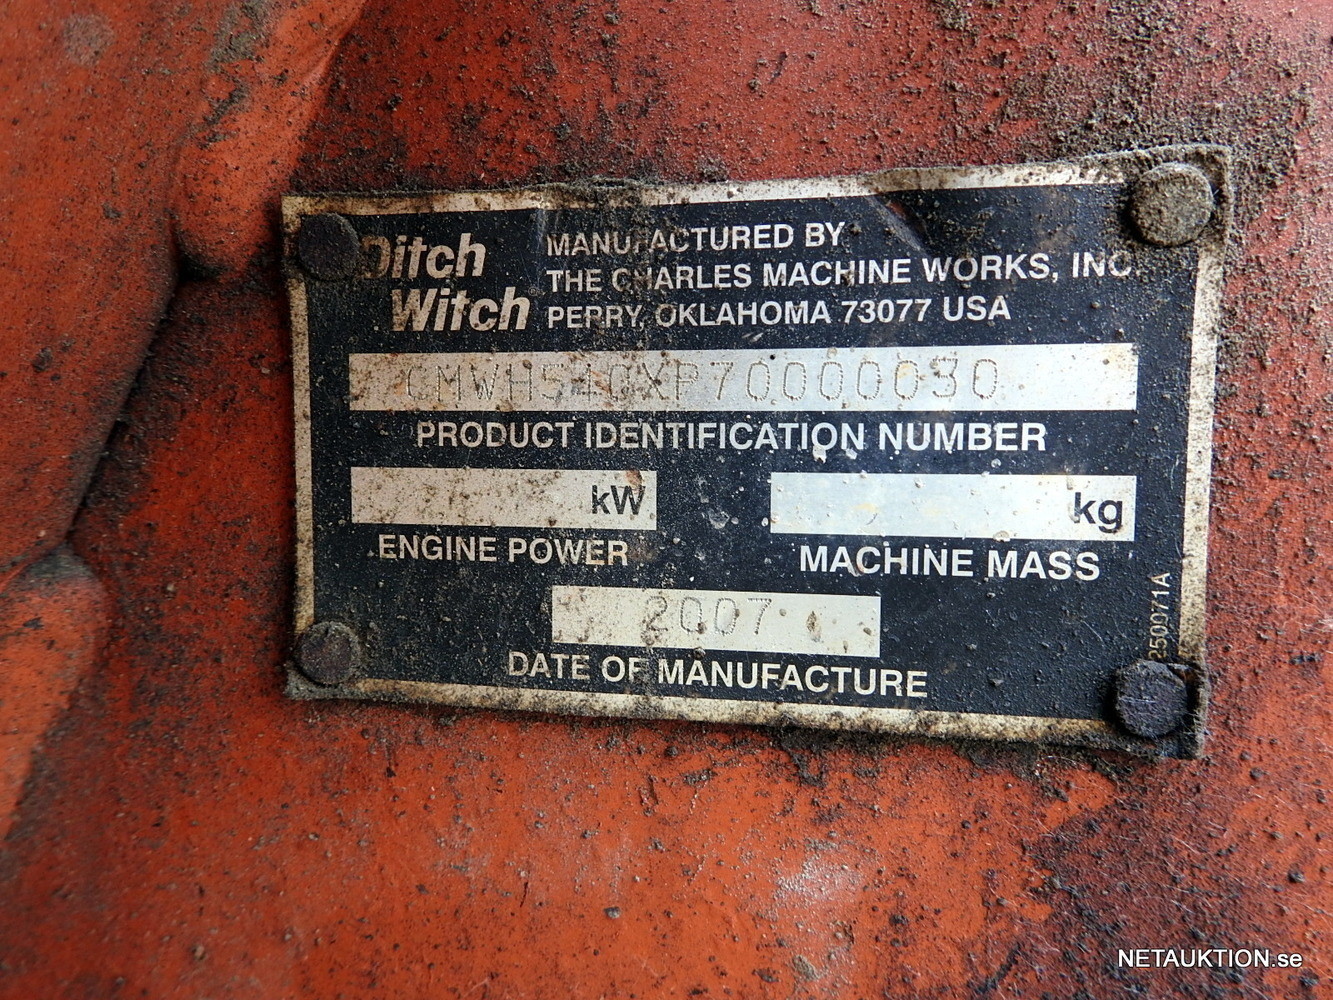 Ditch
Witch
MANUFACTURED BY
THE CHARLES MACHINE WORKS, INC.
PERRY, OKLAHOMA 73077 USA
CMWH540XP70000030
PRODUCT IDENTIFICATION NUMBER
kW
kg
ENGINE POWER
MACHINE MASS
2007
DATE OF MANUFACTURE
250071A
NETAUKTION.se